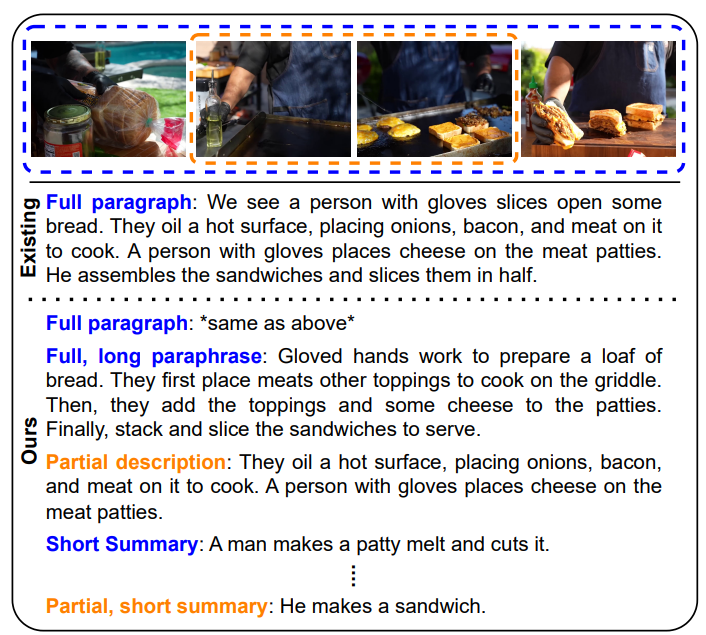 Existing
Full paragraph: We see a person with gloves slices open some
bread. They oil a hot surface, placing onions, bacon, and meat on it
to cook. A person with gloves places cheese on the meat patties.
He assembles the sandwiches and slices them in half.
Ours
Full paragraph: *same as above*
Full, long paraphrase: Gloved hands work to prepare a loaf of
bread. They first place meats other toppings to cook on the griddle.
Then, they add the toppings and some cheese to the patties.
Finally, stack and slice the sandwiches to serve.
Partial description: They oil a hot surface, placing onions, bacon,
and meat on it to cook. A person with gloves places cheese on the
meat patties.
Short Summary: A man makes a patty melt and cuts it.
Partial, short summary: He makes a sandwich.